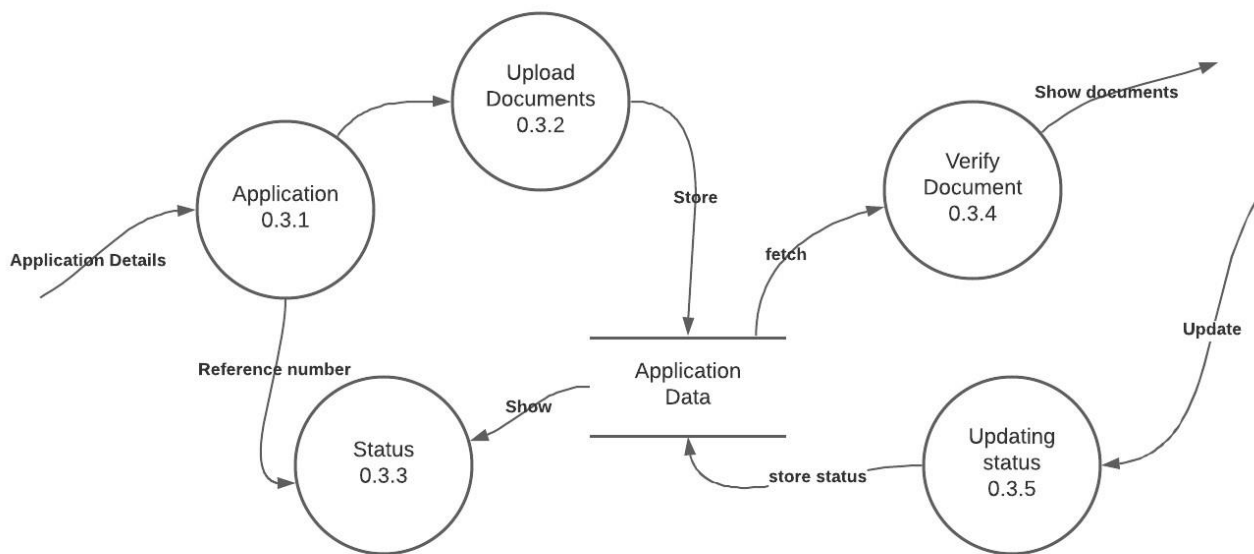 Upload
Documents
0.3.2
Show documents
Verify
Document
0.3.4
Application
0.3.1
Store
Application Details
fetch
Update
Reference number
Application
Data
Show
Status
0.3.3
Updating
status
0.3.5
store status